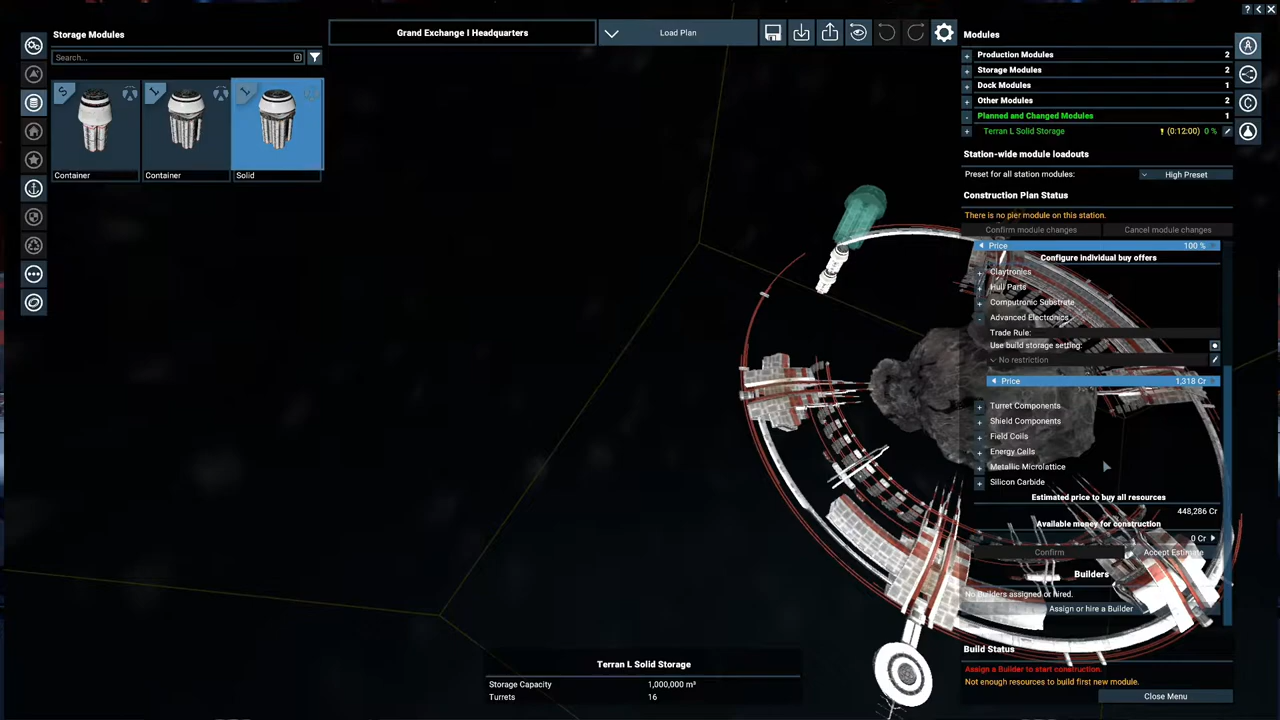 Storage Modules
Search...
S
L
L
Container
Container
Solid
Grand Exchange I Headquarters
Load Plan
? < X
Modules
+ Production Modules 2
+ Storage Modules 2
+ Dock Modules 1
+ Other Modules 2
- Planned and Changed Modules 1
+ Terran L Solid Storage ! (0:12:00) 0 %
Station-wide module loadouts
Preset for all station modules: High Preset
Construction Plan Status
There is no pier module on this station.
Confirm module changes Cancel module changes
Price 100 %
Configure individual buy offers
+ Claytronics
+ Hull Parts
+ Computronic Substrate
- Advanced Electronics
Trade Rule:
Use build storage setting:
No restriction
Price 1,318 Cr
+ Turret Components
+ Shield Components
+ Field Coils
+ Energy Cells
+ Metallic Microlattice
+ Silicon Carbide
Estimated price to buy all resources
448,286 Cr
Available money for construction
0 Cr
Confirm Accept Estimate
Builders
No Builders assigned or hired.
Assign or hire a Builder
Build Status
Assign a Builder to start construction.
Not enough resources to build first new module.
Close Menu
Terran L Solid Storage
Storage Capacity 1,000,000 m³
Turrets 16